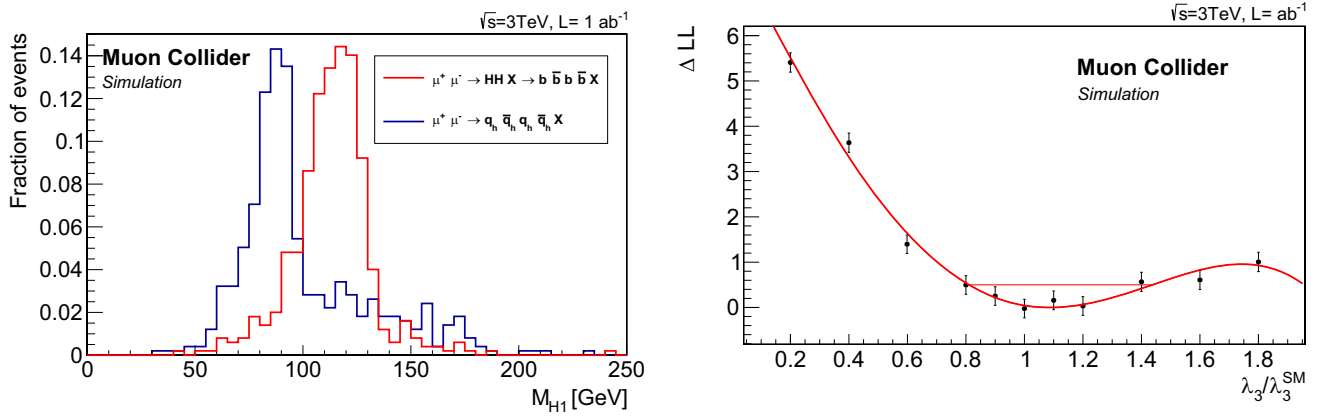 √s=3TeV, L= 1 ab⁻¹
Muon Collider
Simulation
μ⁺ μ⁻ → HH X → b b̅ b b̅ X
μ⁺ μ⁻ → q_h q̅_h q_h q̅_h X
Fraction of events
0.14
0.12
0.1
0.08
0.06
0.04
0.02
0
0 50 100 150 200 250
M_H1 [GeV]
√s=3TeV, L= ab⁻¹
Δ LL
Muon Collider
Simulation
6
5
4
3
2
1
0
0.2 0.4 0.6 0.8 1 1.2 1.4 1.6 1.8
λ₃/λ₃^SM